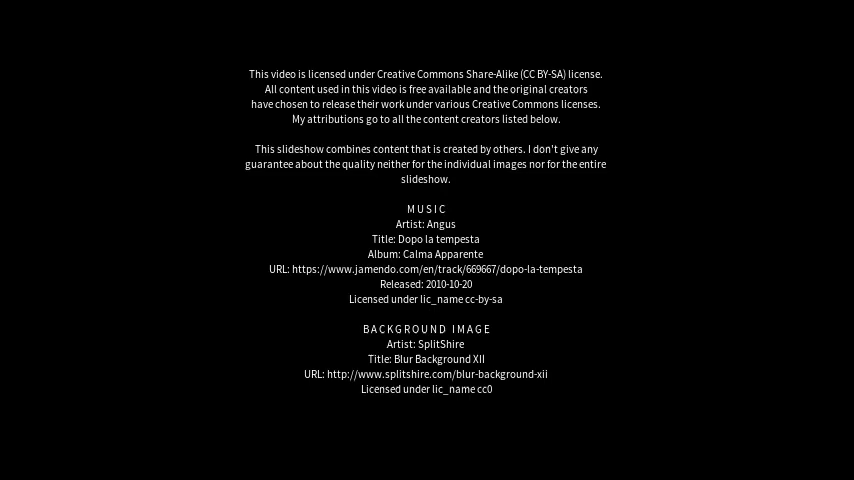 This video is licensed under Creative Commons Share-Alike (CC BY-SA) license.
All content used in this video is free available and the original creators
have chosen to release their work under various Creative Commons licenses.
My attributions go to all the content creators listed below.
This slideshow combines content that is created by others. I don't give any
guarantee about the quality neither for the individual images nor for the entire
slideshow.
MUSIC
Artist: Angus
Title: Dopo la tempesta
Album: Calma Apparente
URL: https://www.jamendo.com/en/track/669667/dopo-la-tempesta
Released: 2010-10-20
Licensed under lic_name cc-by-sa
BACKGROUND IMAGE
Artist: SplitShire
Title: Blur Background XII
URL: http://www.splitshire.com/blur-background-xii
Licensed under lic_name cc0